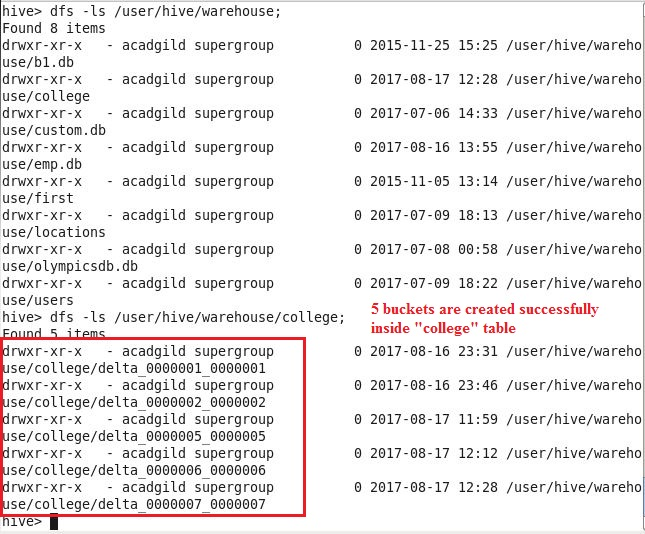 hive> dfs -ls /user/hive/warehouse;
Found 8 items
drwxr-xr-x   - acadgild supergroup          0 2015-11-25 15:25 /user/hive/wareho
use/b1.db
drwxr-xr-x   - acadgild supergroup          0 2017-08-17 12:28 /user/hive/wareho
use/college
drwxr-xr-x   - acadgild supergroup          0 2017-07-06 14:33 /user/hive/wareho
use/custom.db
drwxr-xr-x   - acadgild supergroup          0 2017-08-16 13:55 /user/hive/wareho
use/emp.db
drwxr-xr-x   - acadgild supergroup          0 2015-11-05 13:14 /user/hive/wareho
use/first
drwxr-xr-x   - acadgild supergroup          0 2017-07-09 18:13 /user/hive/wareho
use/locations
drwxr-xr-x   - acadgild supergroup          0 2017-07-08 00:58 /user/hive/wareho
use/olympicsdb.db
drwxr-xr-x   - acadgild supergroup          0 2017-07-09 18:22 /user/hive/wareho
use/users
hive> dfs -ls /user/hive/warehouse/college;
5 buckets are created successfully
inside "college" table
Found 5 items
drwxr-xr-x   - acadgild supergroup          0 2017-08-16 23:31 /user/hive/wareho
use/college/delta_0000001_0000001
drwxr-xr-x   - acadgild supergroup          0 2017-08-16 23:46 /user/hive/wareho
use/college/delta_0000002_0000002
drwxr-xr-x   - acadgild supergroup          0 2017-08-17 11:59 /user/hive/wareho
use/college/delta_0000005_0000005
drwxr-xr-x   - acadgild supergroup          0 2017-08-17 12:12 /user/hive/wareho
use/college/delta_0000006_0000006
drwxr-xr-x   - acadgild supergroup          0 2017-08-17 12:28 /user/hive/wareho
use/college/delta_0000007_0000007
hive>